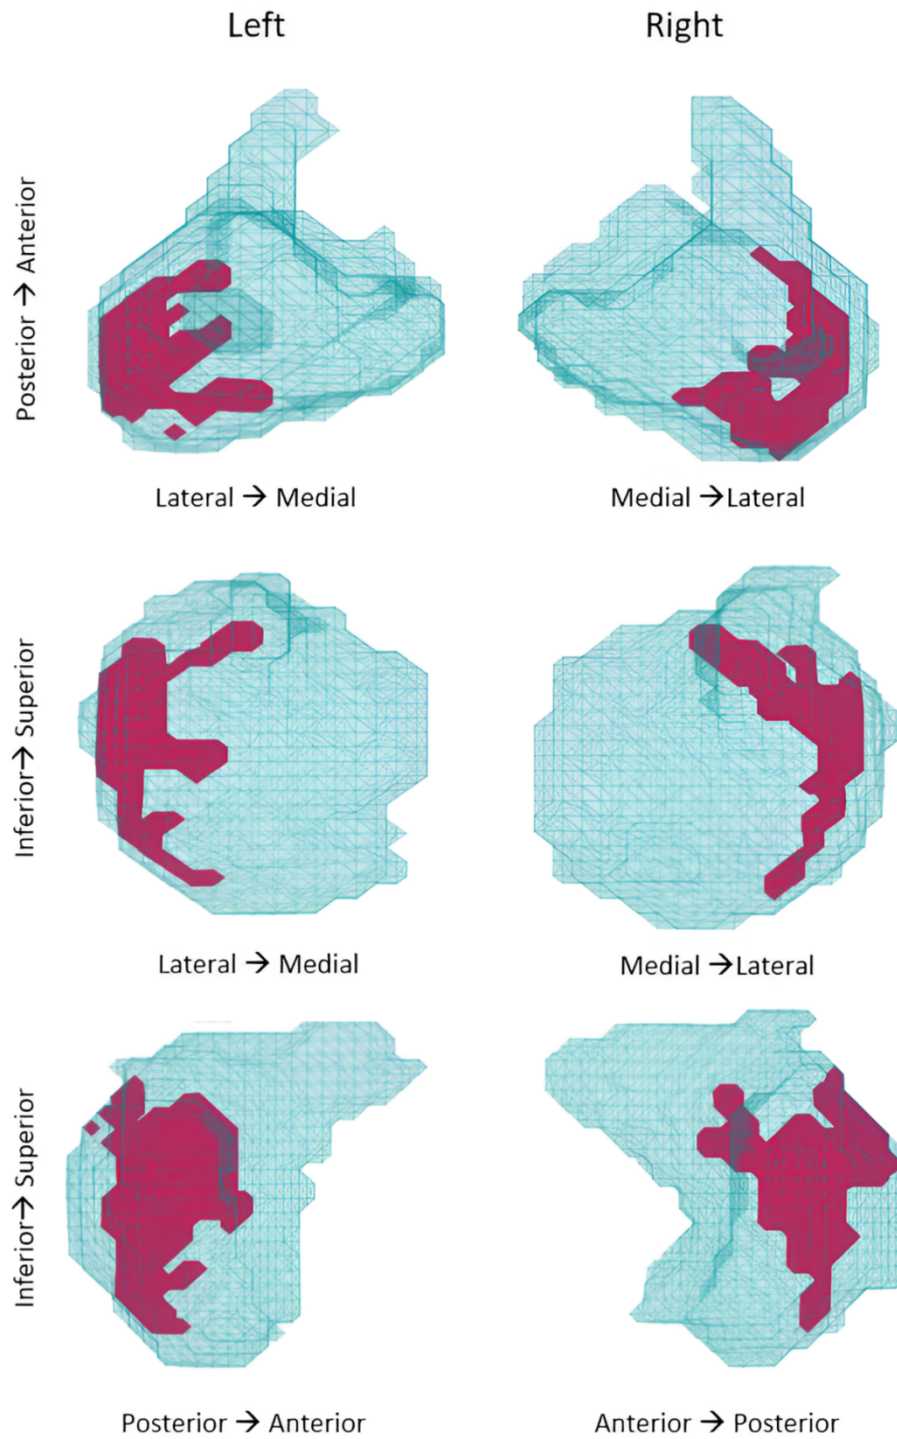 Left Right
Posterior → Anterior
Lateral → Medial Medial →Lateral
Inferior→ Superior
Lateral → Medial Medial →Lateral
Inferior→ Superior
Posterior → Anterior Anterior → Posterior